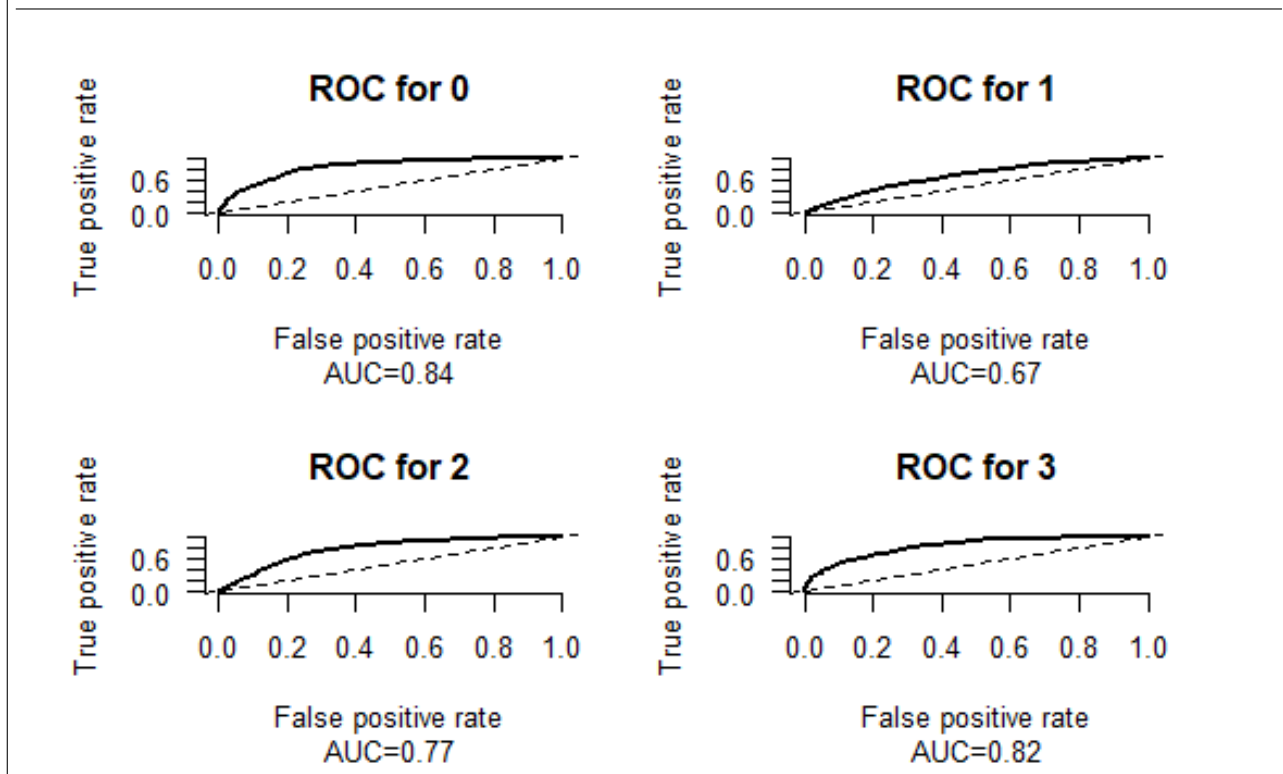 ROC for 0
True positive rate
0.6
0.0
0.0 0.2 0.4 0.6 0.8 1.0
False positive rate
AUC=0.84
ROC for 1
True positive rate
0.6
0.0
0.0 0.2 0.4 0.6 0.8 1.0
False positive rate
AUC=0.67
ROC for 2
True positive rate
0.6
0.0
0.0 0.2 0.4 0.6 0.8 1.0
False positive rate
AUC=0.77
ROC for 3
True positive rate
0.6
0.0
0.0 0.2 0.4 0.6 0.8 1.0
False positive rate
AUC=0.82